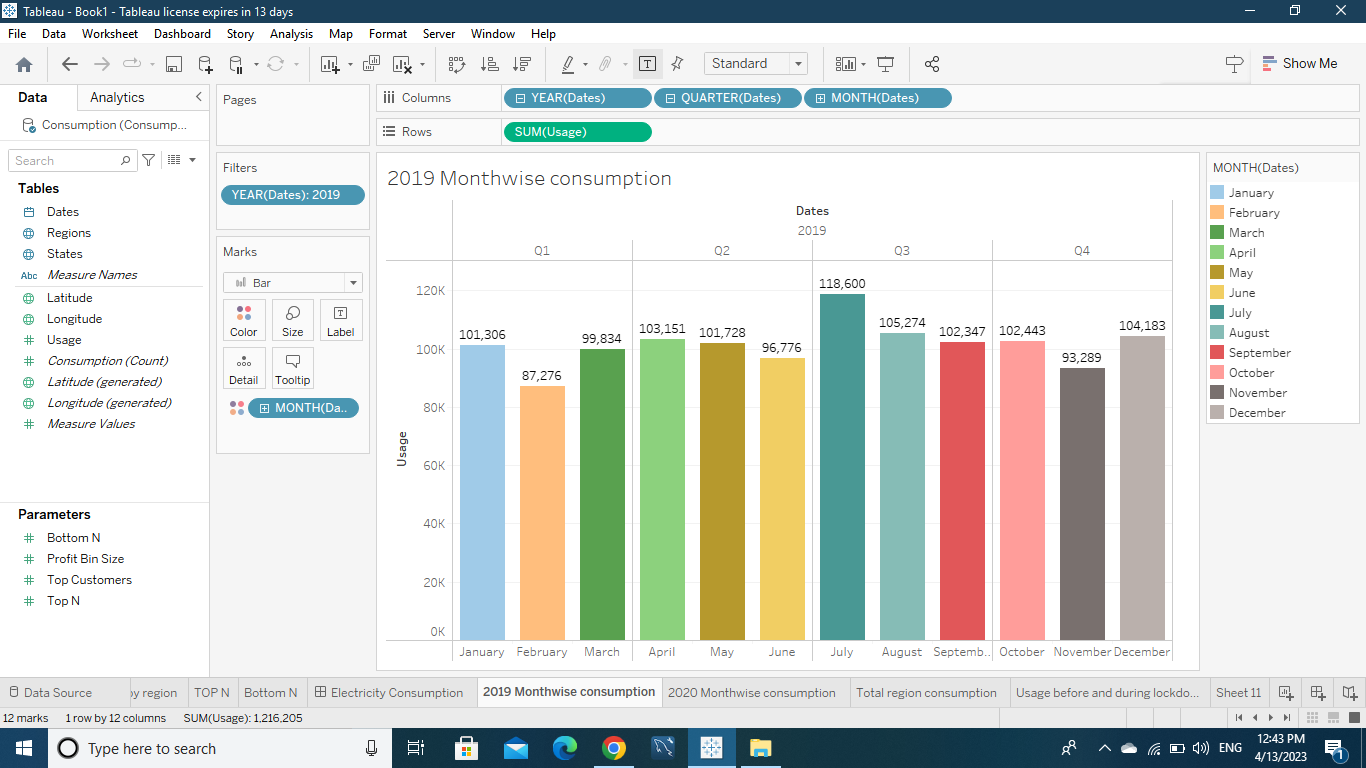 Tableau - Book1 - Tableau license expires in 13 days
File Data Worksheet Dashboard Story Analysis Map Format Server Window Help
Standard
Show Me
Data Analytics
Consumption (Consump...
Search
Tables
Dates
Regions
States
Abc Measure Names
Latitude
Longitude
Usage
Consumption (Count)
Latitude (generated)
Longitude (generated)
Measure Values
Parameters
Bottom N
Profit Bin Size
Top Customers
Top N
Pages
Filters
YEAR(Dates): 2019
Marks
Bar
Color Size Label
Detail Tooltip
MONTH(Da..
Columns YEAR(Dates) QUARTER(Dates) MONTH(Dates)
Rows SUM(Usage)
2019 Monthwise consumption
Dates
2019
Q1 Q2 Q3 Q4
120K
100K
80K
60K
40K
20K
0K
Usage
101,306 87,276 99,834 103,151 101,728 96,776 118,600 105,274 102,347 102,443 93,289 104,183
January February March April May June July August Septemb.. October November December
MONTH(Dates)
January
February
March
April
May
June
July
August
September
October
November
December
Data Source by region TOP N Bottom N Electricity Consumption 2019 Monthwise consumption 2020 Monthwise consumption Total region consumption Usage before and during lockdo... Sheet 11
12 marks 1 row by 12 columns SUM(Usage): 1,216,205
Type here to search
ENG
12:43 PM
4/13/2023
1